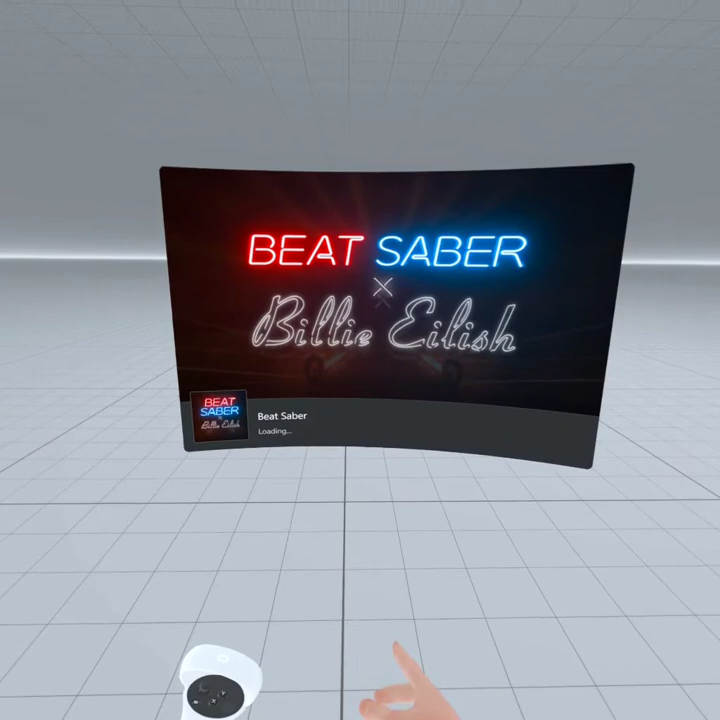 BEAT SABER
X
Billie Eilish
BEAT
SABER
X
Billie Eilish
Beat Saber
Loading...